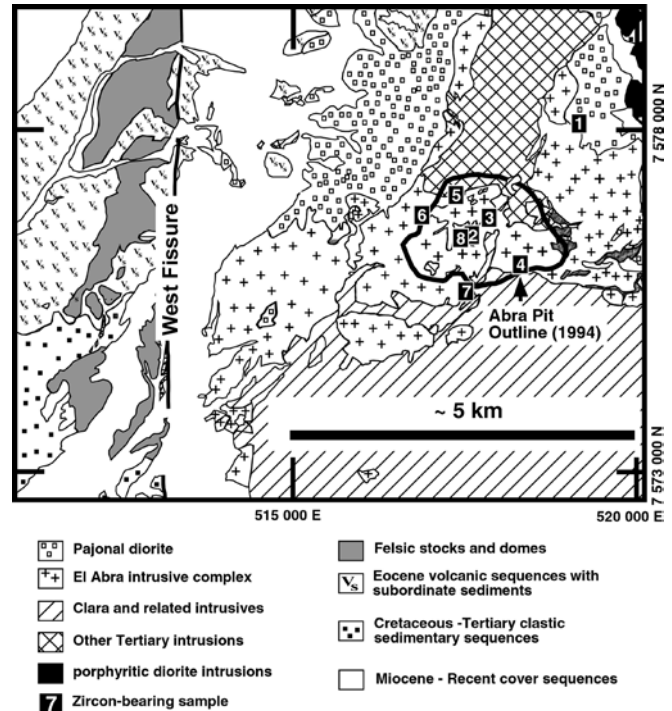 1
7 578 000 N
5
6
3
8
2
4
7
West Fissure
Abra Pit
Outline (1994)
~ 5 km
7 573 000 N
515 000 E
520 000 E
Pajonal diorite
El Abra intrusive complex
Clara and related intrusives
Other Tertiary intrusions
porphyritic diorite intrusions
7 Zircon-bearing sample
Felsic stocks and domes
Vs Eocene volcanic sequences with
subordinate sediments
Cretaceous -Tertiary clastic
sedimentary sequences
Miocene - Recent cover sequences